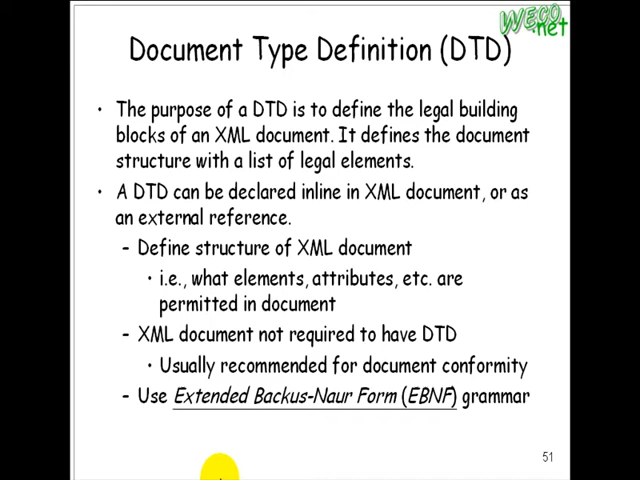 WECO
.net
Document Type Definition (DTD)
• The purpose of a DTD is to define the legal building
blocks of an XML document. It defines the document
structure with a list of legal elements.
• A DTD can be declared inline in XML document, or as
an external reference.
– Define structure of XML document
• i.e., what elements, attributes, etc. are
permitted in document
– XML document not required to have DTD
• Usually recommended for document conformity
– Use Extended Backus-Naur Form (EBNF) grammar
51